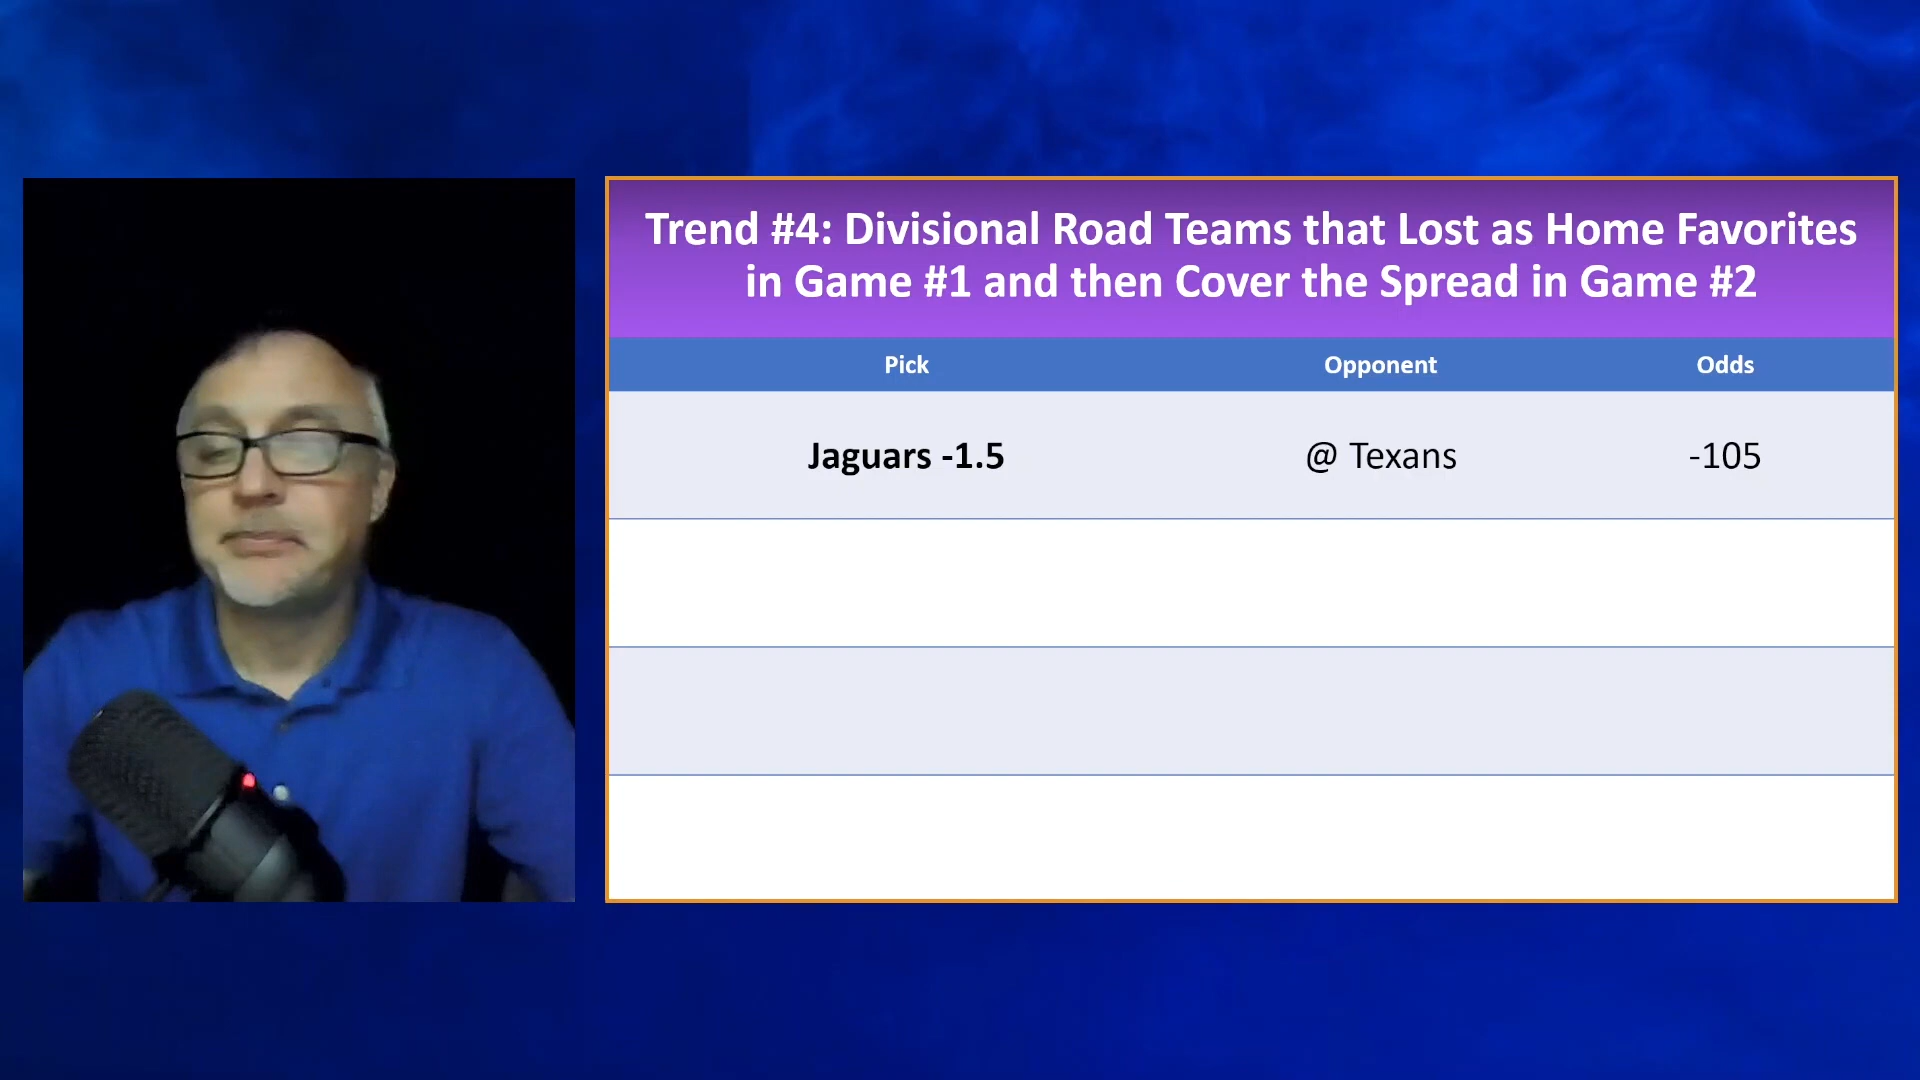 Trend #4: Divisional Road Teams that Lost as Home Favorites
in Game #1 and then Cover the Spread in Game #2
Pick Opponent Odds
Jaguars -1.5 @ Texans -105